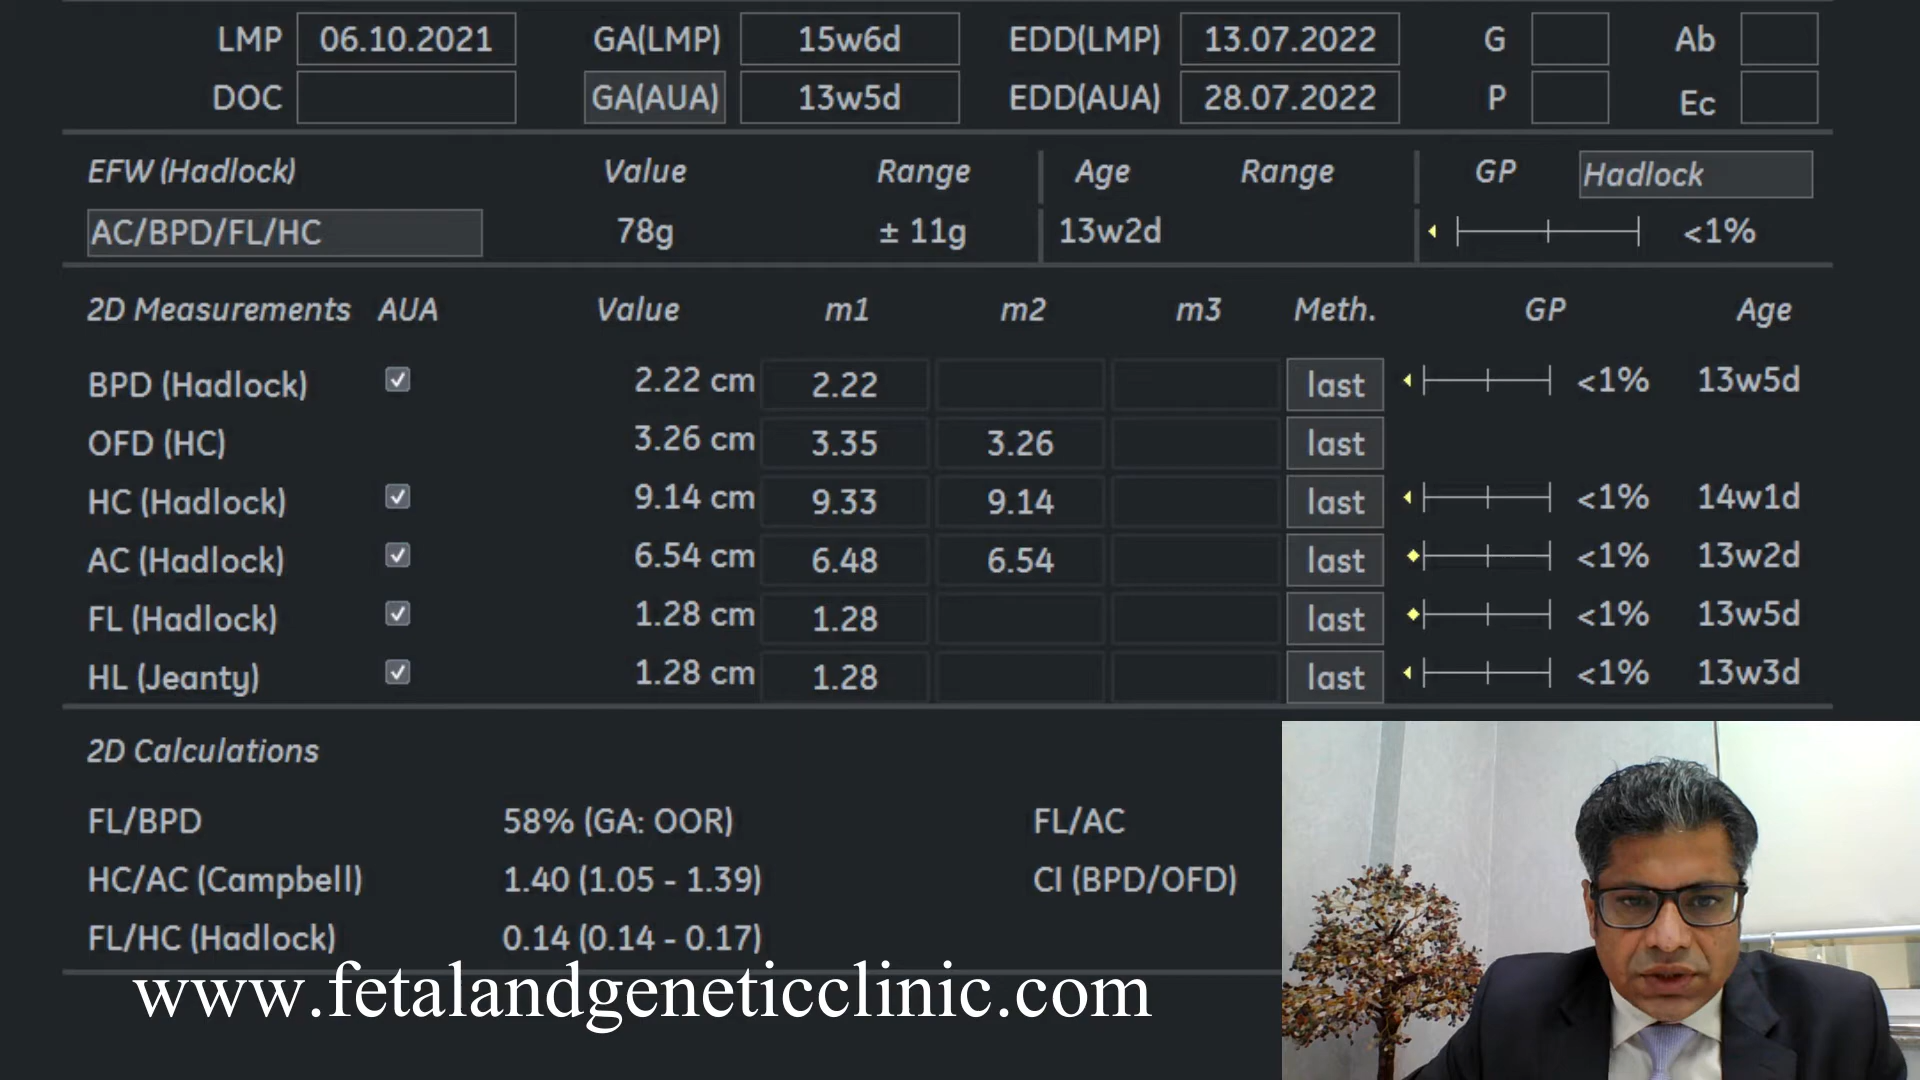 LMP 06.10.2021 GA(LMP) 15w6d EDD(LMP) 13.07.2022 G Ab
DOC GA(AUA) 13w5d EDD(AUA) 28.07.2022 P Ec
EFW (Hadlock) Value Range Age Range GP Hadlock
AC/BPD/FL/HC 78g ± 11g 13w2d <1%
2D Measurements AUA Value m1 m2 m3 Meth. GP Age
BPD (Hadlock) 2.22 cm 2.22 last <1% 13w5d
OFD (HC) 3.26 cm 3.35 3.26 last
HC (Hadlock) 9.14 cm 9.33 9.14 last <1% 14w1d
AC (Hadlock) 6.54 cm 6.48 6.54 last <1% 13w2d
FL (Hadlock) 1.28 cm 1.28 last <1% 13w5d
HL (Jeanty) 1.28 cm 1.28 last <1% 13w3d
2D Calculations
FL/BPD 58% (GA: OOR) FL/AC
HC/AC (Campbell) 1.40 (1.05 - 1.39) CI (BPD/OFD)
FL/HC (Hadlock) 0.14 (0.14 - 0.17)
www.fetalandgeneticclinic.com